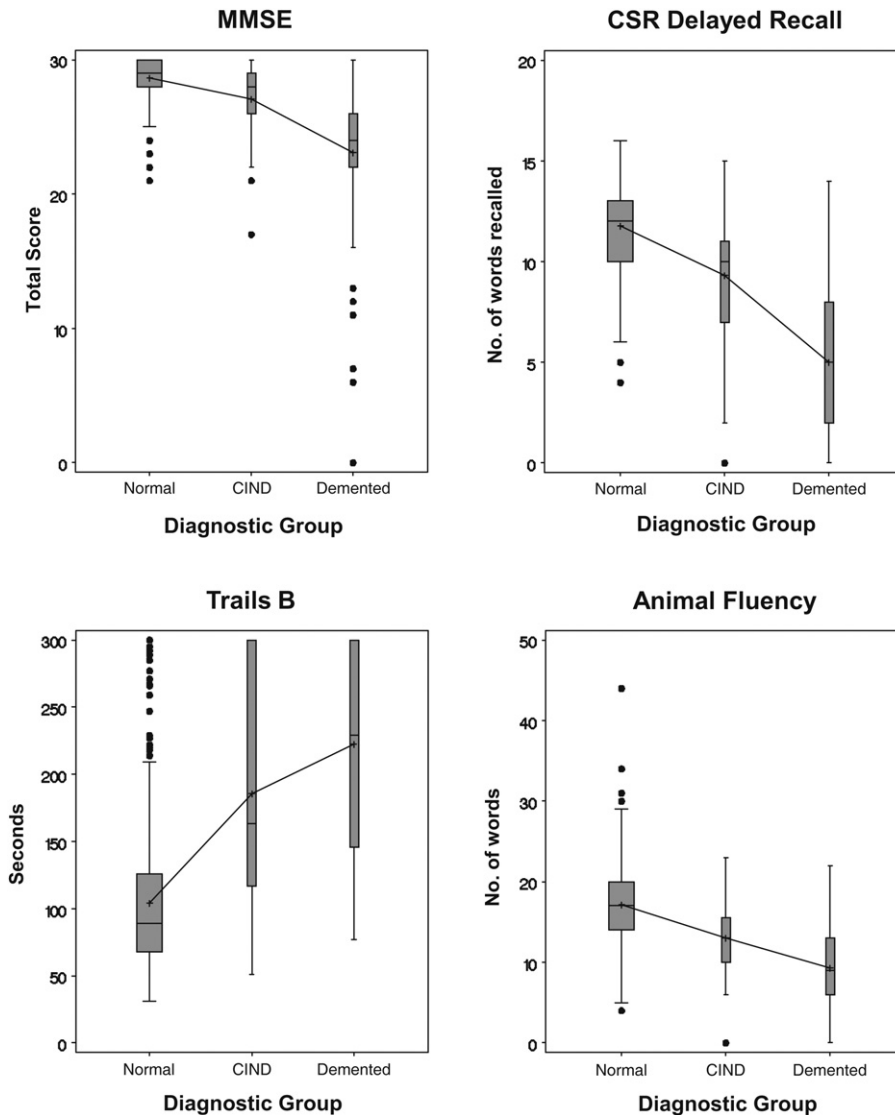 MMSE
30
20
10
0
Total Score
Normal CIND Demented
Diagnostic Group
CSR Delayed Recall
20
15
10
5
0
No. of words recalled
Normal CIND Demented
Diagnostic Group
Trails B
300
250
200
150
100
50
0
Seconds
Normal CIND Demented
Diagnostic Group
Animal Fluency
50
40
30
20
10
0
No. of words
Normal CIND Demented
Diagnostic Group